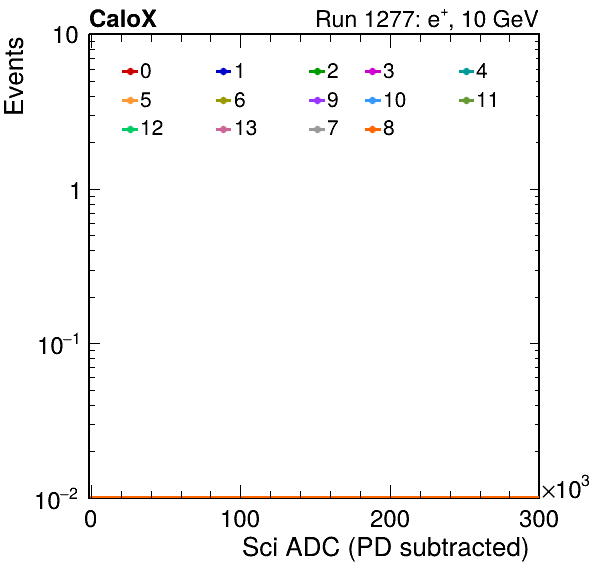 CaloX Run 1277: e⁺, 10 GeV
Events
10
1
10⁻¹
10⁻²
0 1 2 3 4
5 6 9 10 11
12 13 7 8
0 100 200 300
×10³
Sci ADC (PD subtracted)